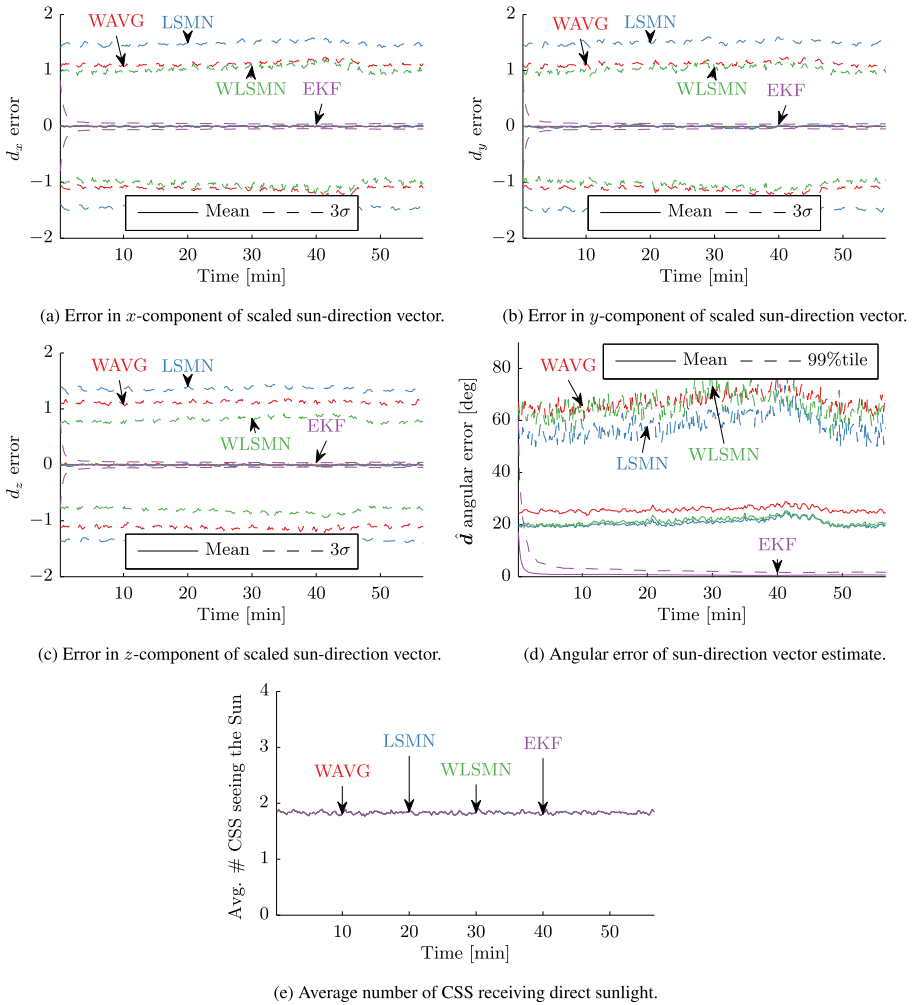 2
WAVG
LSMN
1
WLSMN
EKF
0
−1
Mean
3σ
−2
10
20
30
40
50
d_x error
Time [min]
(a) Error in x-component of scaled sun-direction vector.
2
WAVG
LSMN
1
WLSMN
EKF
0
−1
Mean
3σ
−2
10
20
30
40
50
d_y error
Time [min]
(b) Error in y-component of scaled sun-direction vector.
2
WAVG
LSMN
1
WLSMN
EKF
0
−1
Mean
3σ
−2
10
20
30
40
50
d_z error
Time [min]
(c) Error in z-component of scaled sun-direction vector.
Mean
99%tile
80
WAVG
60
LSMN
WLSMN
40
20
EKF
0
10
20
30
40
50
d̂ angular error [deg]
Time [min]
(d) Angular error of sun-direction vector estimate.
4
3
LSMN
EKF
WAVG
WLSMN
2
1
0
10
20
30
40
50
Avg. # CSS seeing the Sun
Time [min]
(e) Average number of CSS receiving direct sunlight.